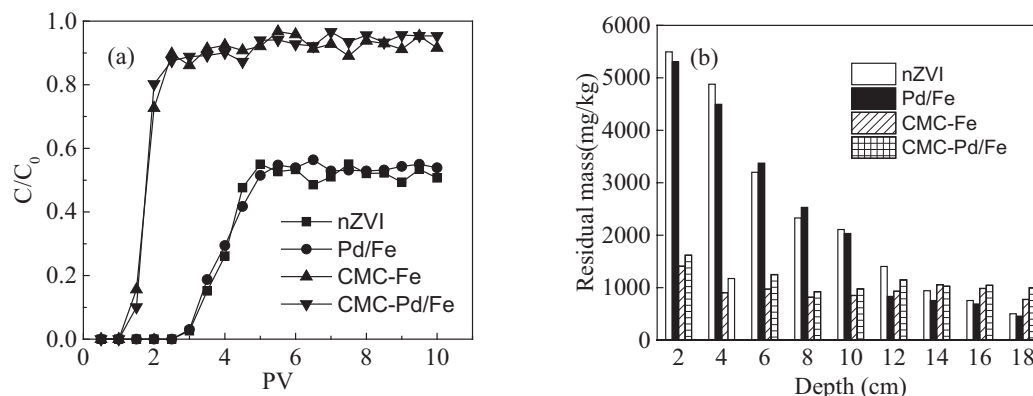 (a)
1.0
0.8
0.6
0.4
0.2
0.0
C/C₀
0
2
4
6
8
10
PV
nZVI
Pd/Fe
CMC-Fe
CMC-Pd/Fe
(b)
6000
5000
4000
3000
2000
1000
0
Residual mass(mg/kg)
2
4
6
8
10
12
14
16
18
Depth (cm)
nZVI
Pd/Fe
CMC-Fe
CMC-Pd/Fe